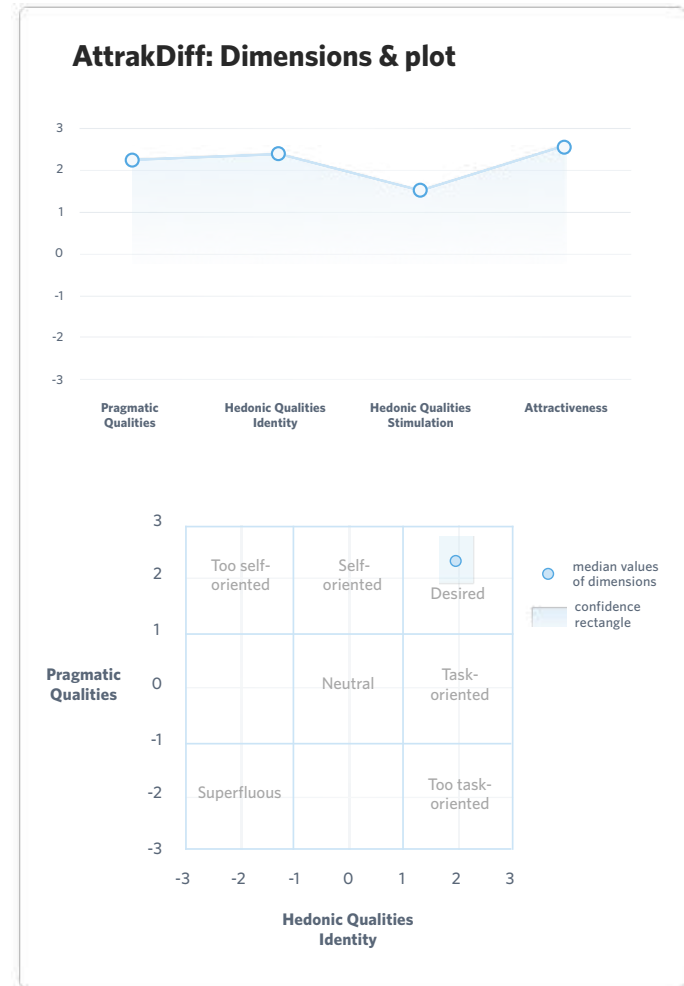 AttrakDiff: Dimensions & plot
3
2
1
0
-1
-2
-3
Pragmatic
Qualities
Hedonic Qualities
Identity
Hedonic Qualities
Stimulation
Attractiveness
3
2
1
0
-1
-2
-3
Pragmatic
Qualities
Too self-
oriented
Self-
oriented
Desired
Neutral
Task-
oriented
Superfluous
Too task-
oriented
median values
of dimensions
confidence
rectangle
-3
-2
-1
0
1
2
3
Hedonic Qualities
Identity